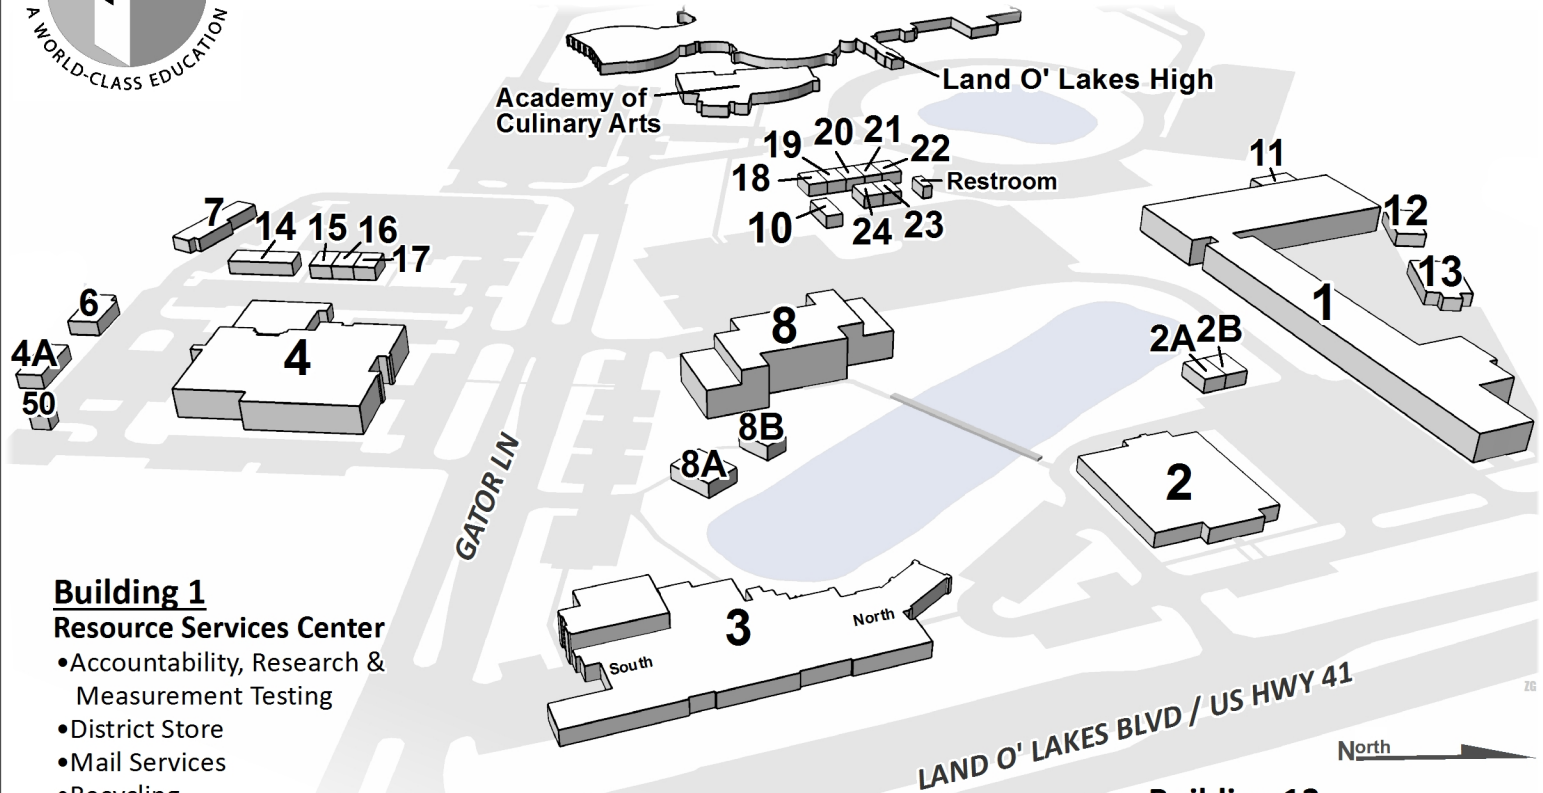 A WORLD-CLASS EDUCATION
Land O' Lakes High
Academy of
Culinary Arts
18
19
20
21
22
Restroom
10
24
23
11
12
13
1
7
14
15
16
17
6
4A
50
4
8
8B
8A
2A
2B
2
GATOR LN
3
North
South
LAND O' LAKES BLVD / US HWY 41
ZG
North
Building 1
Resource Services Center
•Accountability, Research &
Measurement Testing
•District Store
•Mail Services
•Recycling